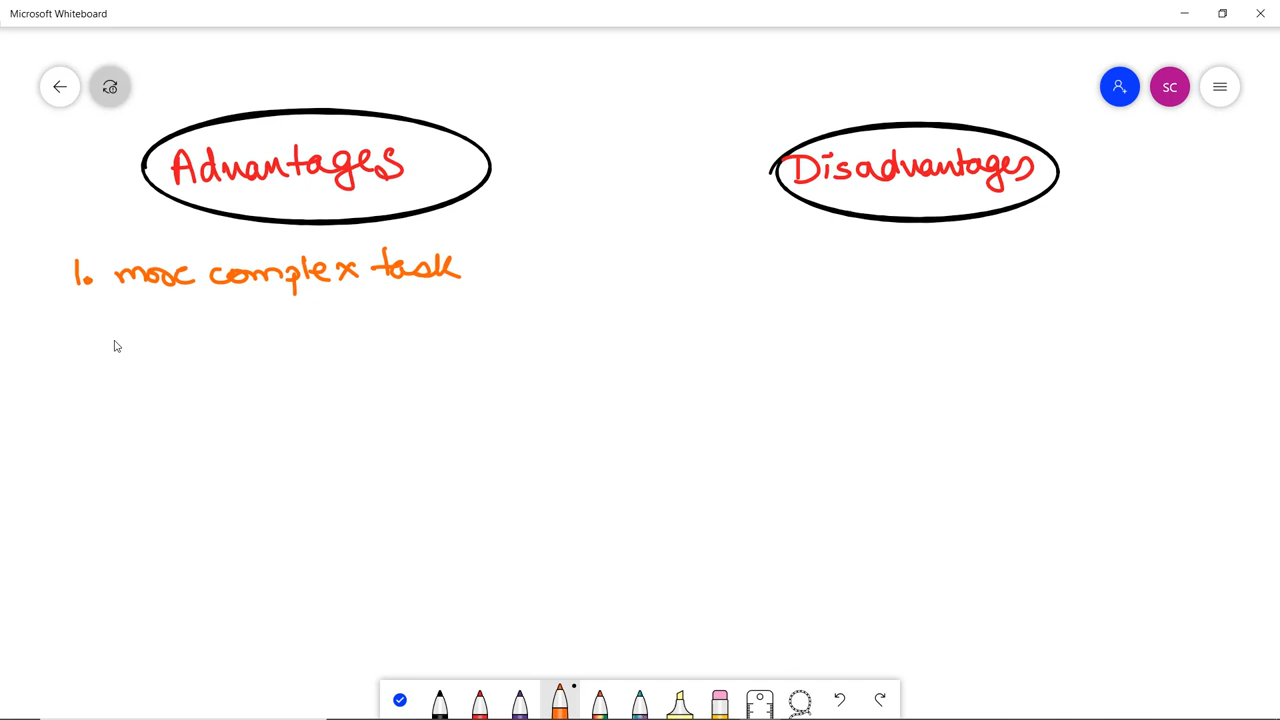 Microsoft Whiteboard
SC
Advantages
Disadvantages
1. more complex task